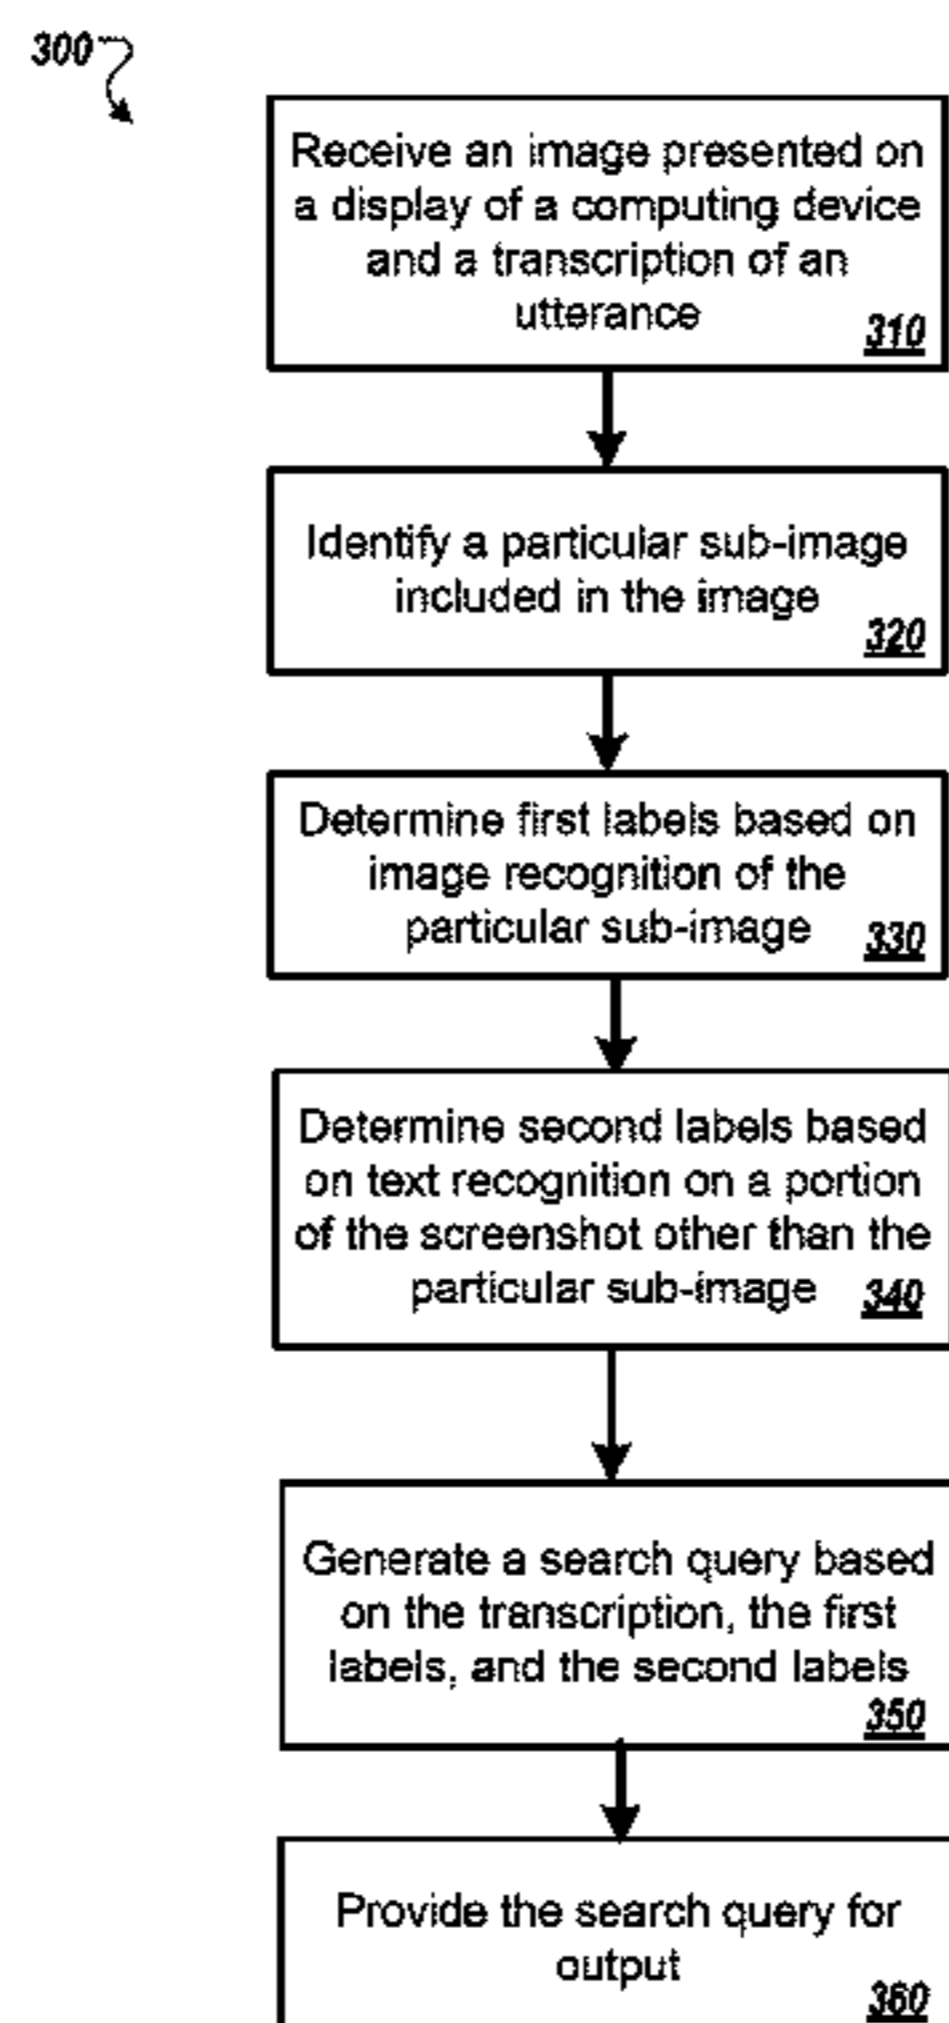 300
Receive an image presented on
a display of a computing device
and a transcription of an
utterance
310
Identify a particular sub-image
included in the image
320
Determine first labels based on
image recognition of the
particular sub-image
330
Determine second labels based
on text recognition on a portion
of the screenshot other than the
particular sub-image
340
Generate a search query based
on the transcription, the first
labels, and the second labels
350
Provide the search query for
output
360